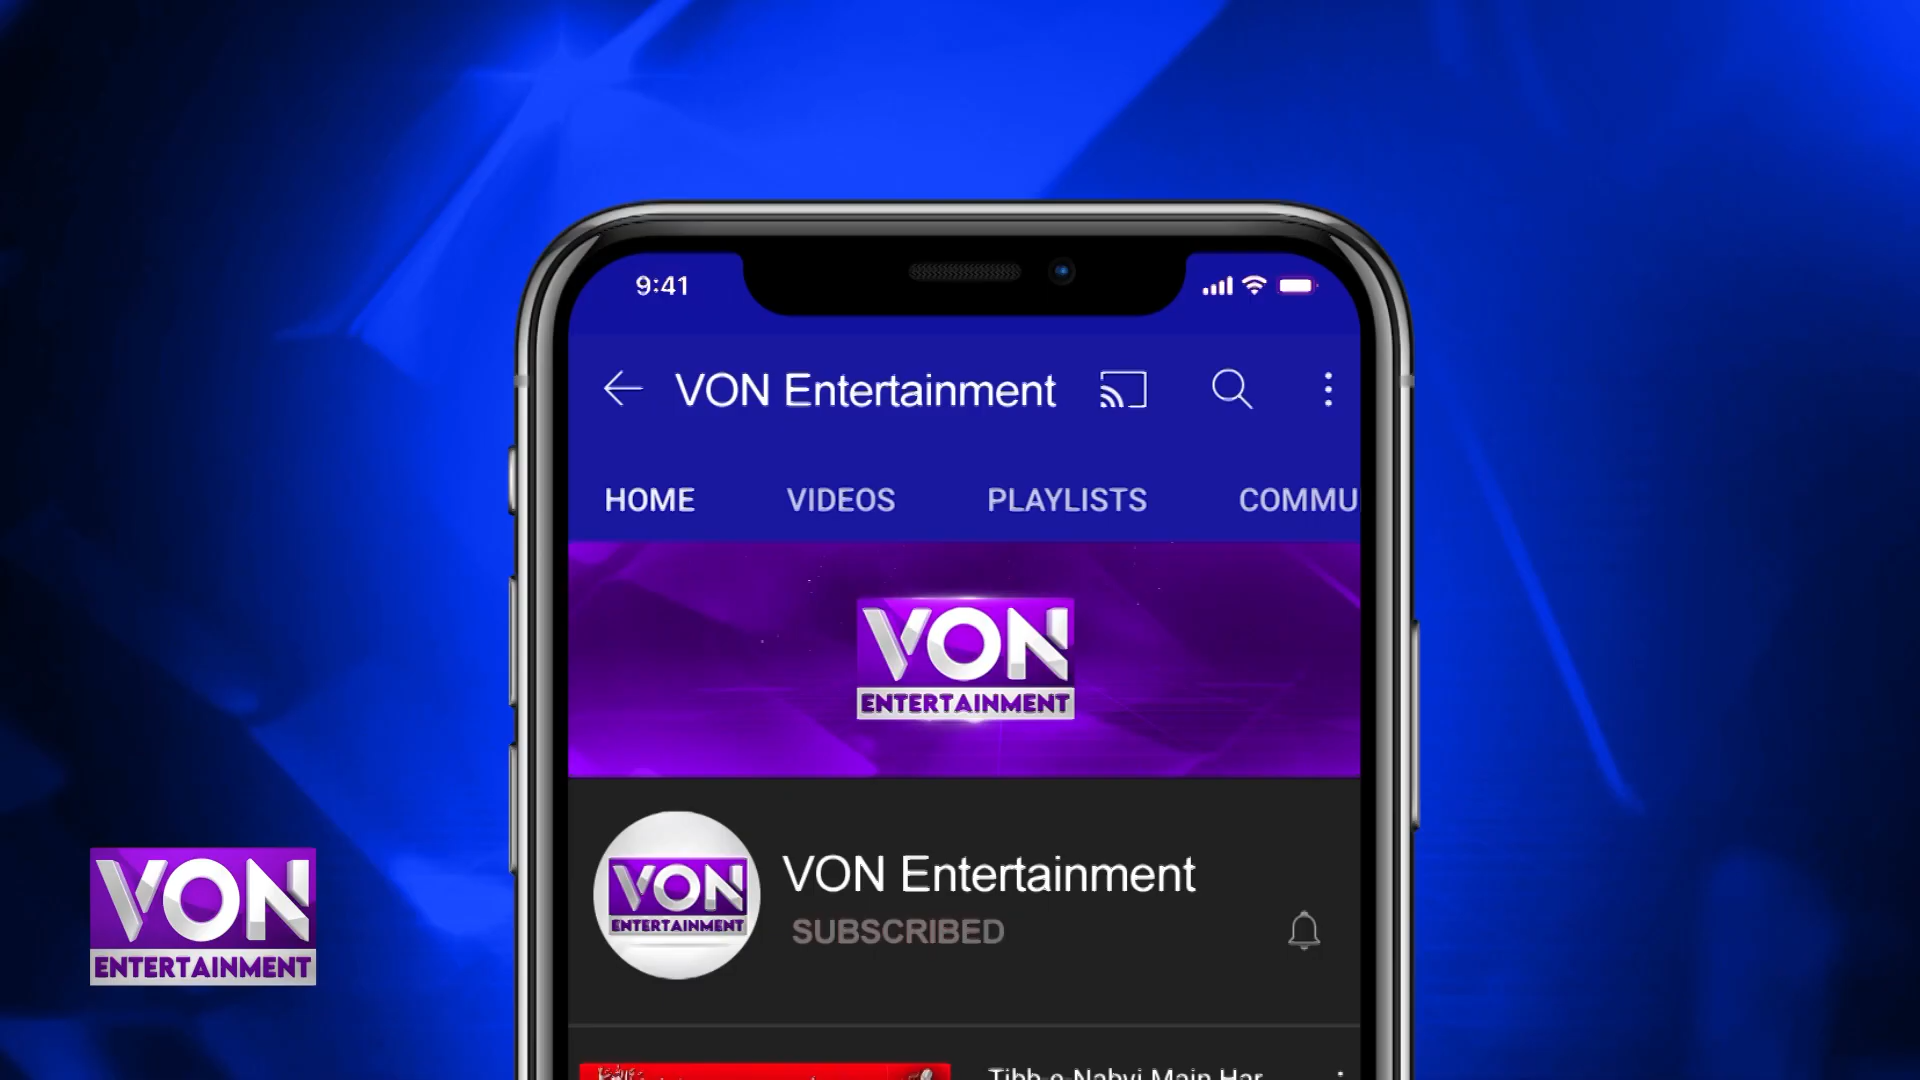 9:41
VON Entertainment
HOME VIDEOS PLAYLISTS COMMU
VON
ENTERTAINMENT
VON
ENTERTAINMENT
VON Entertainment
SUBSCRIBED
VON
ENTERTAINMENT
Tibb-e-Nabvi Main Har